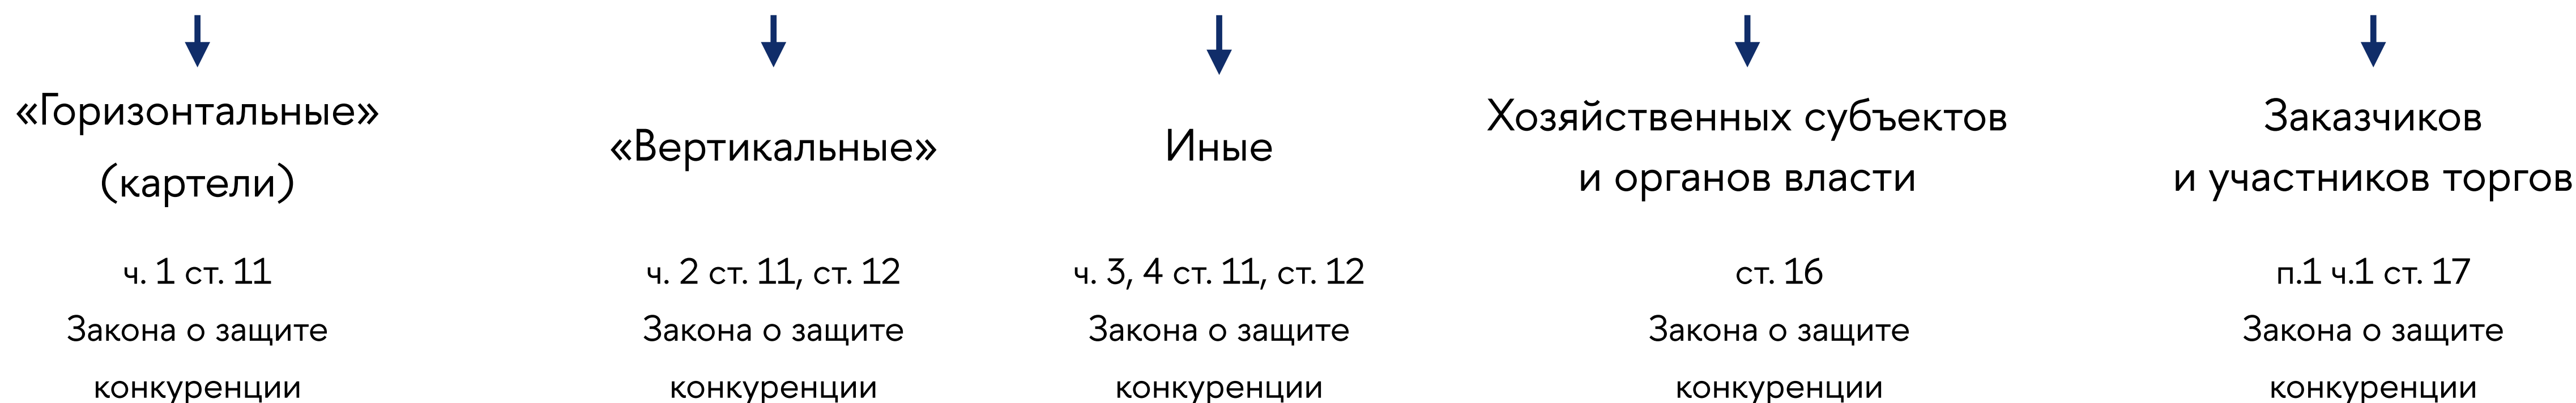 «Горизонтальные»
(картели)
ч. 1 ст. 11
Закона о защите
конкуренции
«Вертикальные»
ч. 2 ст. 11, ст. 12
Закона о защите
конкуренции
Иные
ч. 3, 4 ст. 11, ст. 12
Закона о защите
конкуренции
Хозяйственных субъектов
и органов власти
ст. 16
Закона о защите
конкуренции
Заказчиков
и участников торгов
п.1 ч.1 ст. 17
Закона о защите
конкуренции